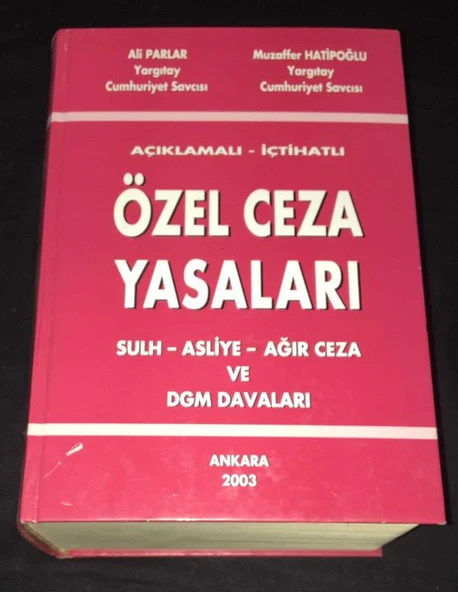 Ali PARLAR
Yargıtay
Cumhuriyet Savcısı
Muzaffer HATİPOĞLU
Yargıtay
Cumhuriyet Savcısı
AÇIKLAMALI - İÇTİHATLI
ÖZEL CEZA
YASALARI
SULH – ASLİYE – AĞIR CEZA
VE
DGM DAVALARI
ANKARA
2003